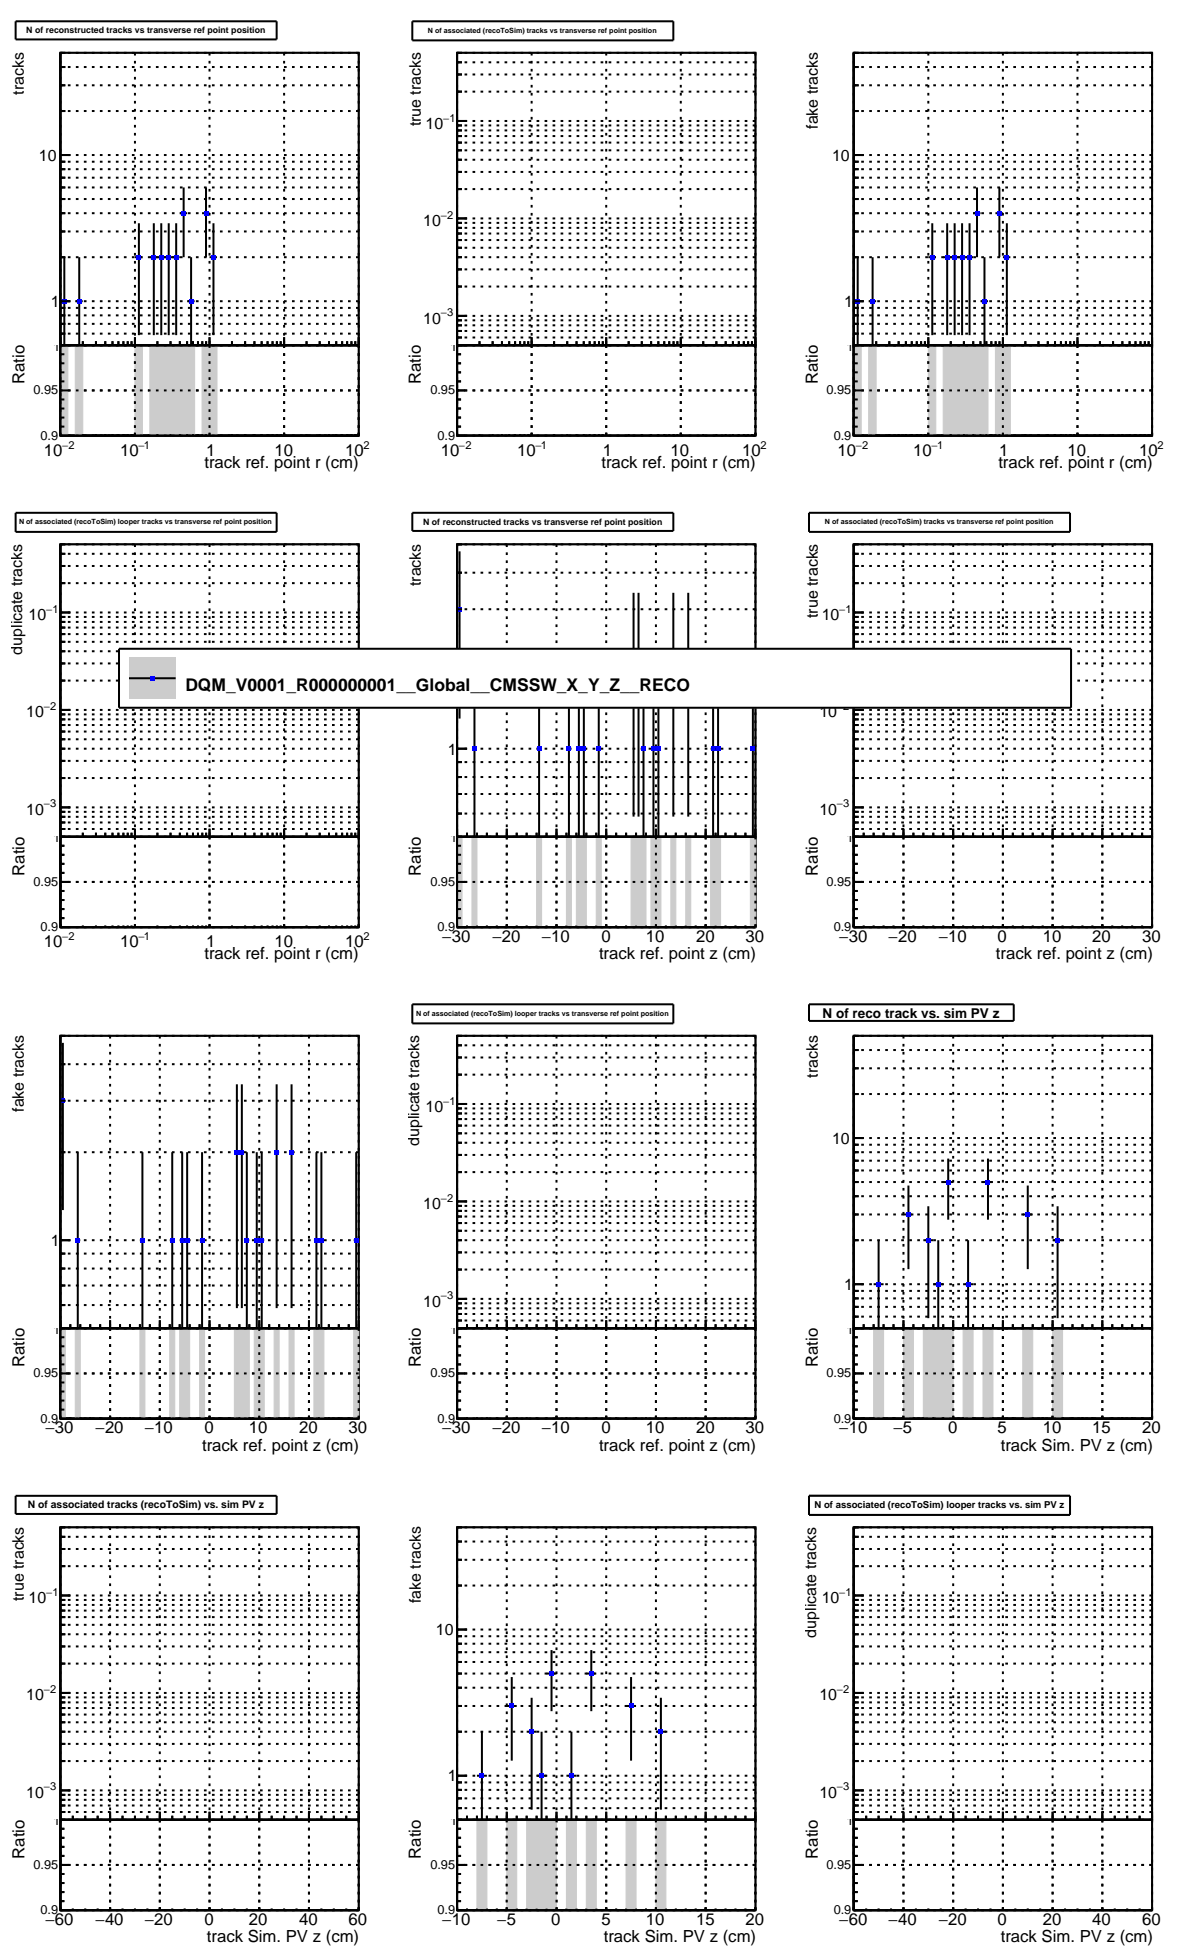 N of reconstructed tracks vs transverse ref point position
tracks
10
1
Ratio
1
0.95
0.9
10−2 10−1 1 10 102
track ref. point r (cm)
N of associated (recoToSim) tracks vs transverse ref point position
true tracks
10−1
10−2
10−3
Ratio
1
0.95
0.9
10−2 10−1 1 10 102
track ref. point r (cm)
fake tracks
10
1
Ratio
1
0.95
0.9
10−2 10−1 1 10 102
track ref. point r (cm)
N of associated (recoToSim) looper tracks vs transverse ref point position
duplicate tracks
10−1
10−2
10−3
Ratio
1
0.95
0.9
10−2 10−1 1 10 102
track ref. point r (cm)
N of reconstructed tracks vs transverse ref point position
tracks
1
Ratio
1
0.95
0.9
−30 −20 −10 0 10 20 30
track ref. point z (cm)
N of associated (recoToSim) tracks vs transverse ref point position
true tracks
10−1
10−2
10−3
Ratio
1
0.95
0.9
−30 −20 −10 0 10 20 30
track ref. point z (cm)
DQM_V0001_R000000001__Global__CMSSW_X_Y_Z__RECO
fake tracks
1
Ratio
1
0.95
0.9
−30 −20 −10 0 10 20 30
track ref. point z (cm)
N of associated (recoToSim) looper tracks vs transverse ref point position
duplicate tracks
10−1
10−2
10−3
Ratio
1
0.95
0.9
−30 −20 −10 0 10 20 30
track ref. point z (cm)
N of reco track vs. sim PV z
tracks
10
1
Ratio
1
0.95
0.9
−10 −5 0 5 10 15 20
track Sim. PV z (cm)
N of associated tracks (recoToSim) vs. sim PV z
true tracks
10−1
10−2
10−3
Ratio
1
0.95
0.9
−60 −40 −20 0 20 40 60
track Sim. PV z (cm)
fake tracks
10
1
Ratio
1
0.95
0.9
−10 −5 0 5 10 15 20
track Sim. PV z (cm)
N of associated (recoToSim) looper tracks vs. sim PV z
duplicate tracks
10−1
10−2
10−3
Ratio
1
0.95
0.9
−60 −40 −20 0 20 40 60
track Sim. PV z (cm)